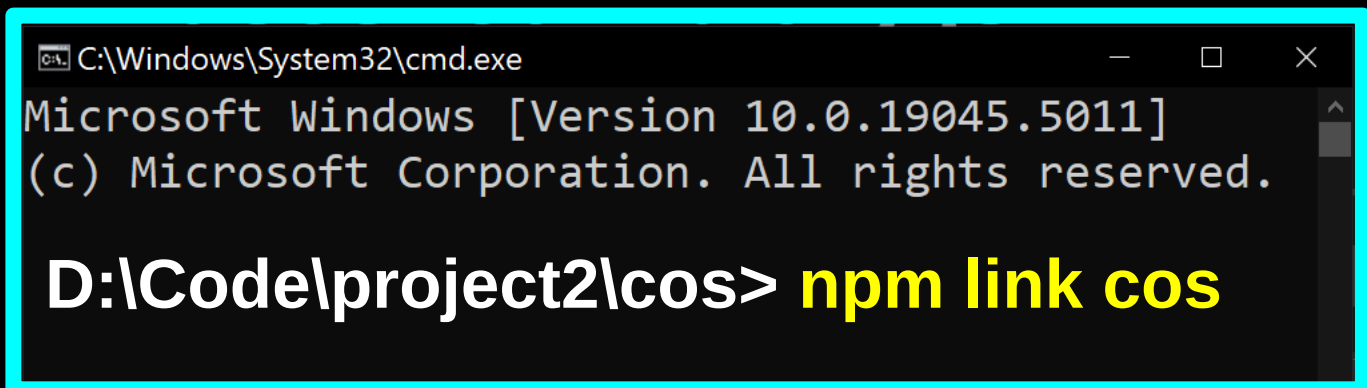 C:\Windows\System32\cmd.exe
Microsoft Windows [Version 10.0.19045.5011]
(c) Microsoft Corporation. All rights reserved.
D:\Code\project2\cos> npm link cos